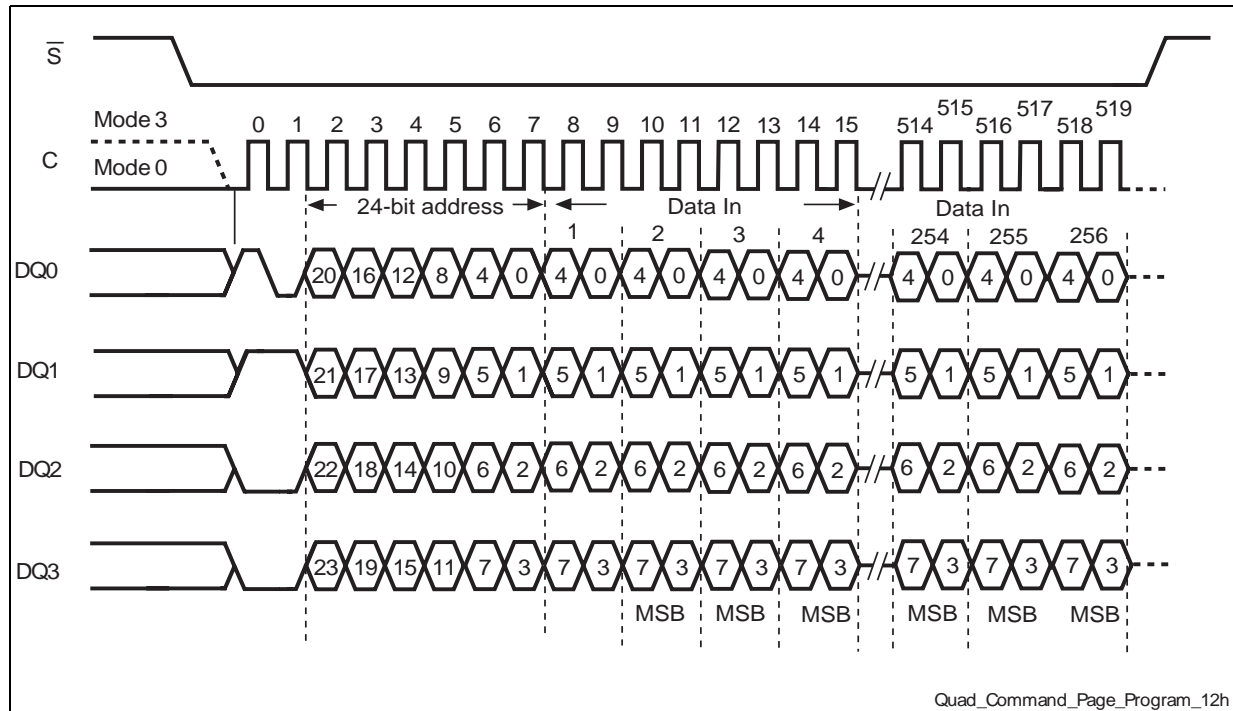 S
Mode 3
C
Mode 0
0 1 2 3 4 5 6 7 8 9 10 11 12 13 14 15 514 515 516 517 518 519
24-bit address Data In Data In
1 2 3 4 254 255 256
DQ0 20 16 12 8 4 0 4 0 4 0 4 0 4 0 4 0 4 0 4 0
DQ1 21 17 13 9 5 1 5 1 5 1 5 1 5 1 5 1 5 1 5 1
DQ2 22 18 14 10 6 2 6 2 6 2 6 2 6 2 6 2 6 2 6 2
DQ3 23 19 15 11 7 3 7 3 7 3 7 3 7 3 7 3 7 3 7 3
MSB MSB MSB MSB MSB MSB
Quad_Command_Page_Program_12h